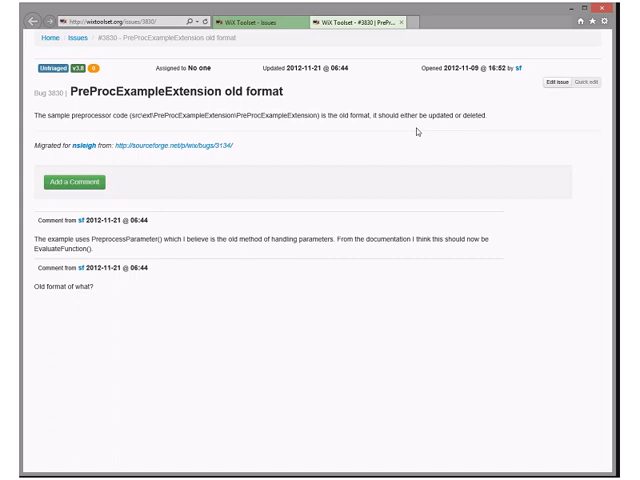 http://wixtoolset.org/issues/3830/
WiX Toolset - Issues
WiX Toolset - #3830 | PrePr...
Home / Issues / #3830 - PreProcExampleExtension old format
Untriaged v3.8
Assigned to No one
Updated 2012-11-21 @ 06:44
Opened 2012-11-09 @ 16:52 by sf
Edit issue Quick edit
Bug 3830 | PreProcExampleExtension old format
The sample preprocessor code (src\ext\PreProcExampleExtension\PreProcExampleExtension) is the old format, it should either be updated or deleted.
Migrated for nsleigh from: http://sourceforge.net/p/wix/bugs/3134/
Add a Comment
Comment from sf 2012-11-21 @ 06:44
The example uses PreprocessParameter() which I believe is the old method of handling parameters. From the documentation I think this should now be
EvaluateFunction().
Comment from sf 2012-11-21 @ 06:44
Old format of what?